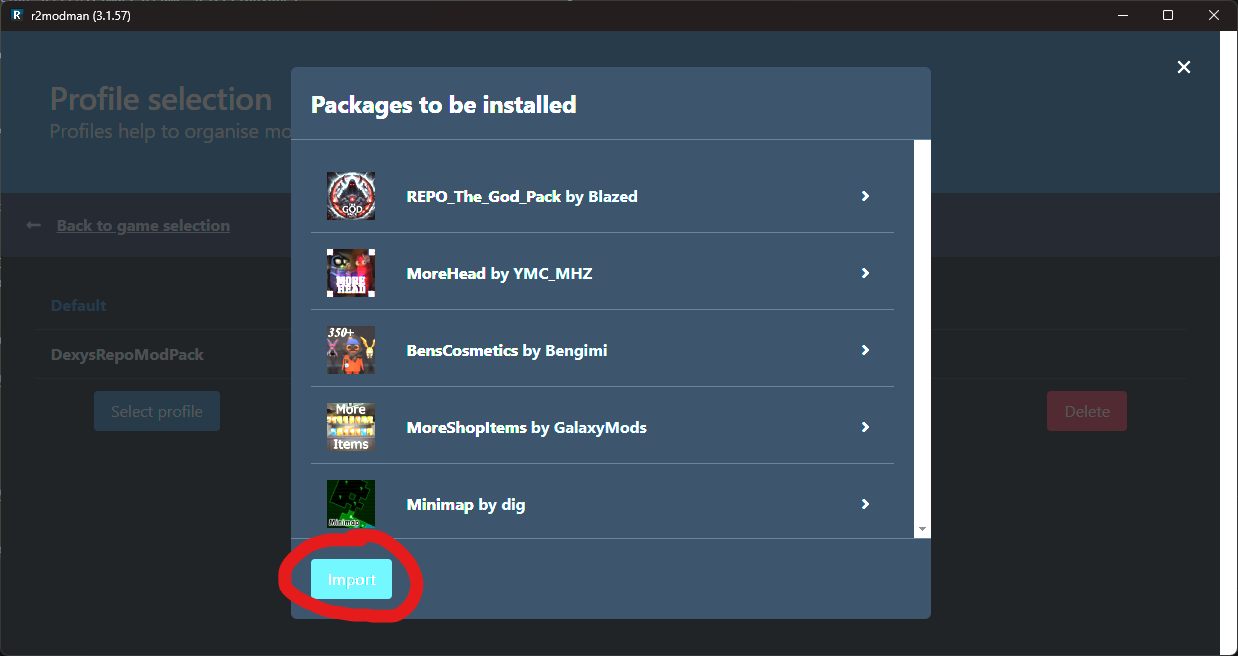 R r2modman (3.1.57)
Profile selection
Profiles help to organise mo
Packages to be installed
← Back to game selection
GOD
REPO_The_God_Pack by Blazed
MORE
HEAD
MoreHead by YMC_MHZ
Default
350+
BensCosmetics by Bengimi
DexysRepoModPack
Select profile
Delete
More
Items
MoreShopItems by GalaxyMods
Minimap
Minimap by dig
Import